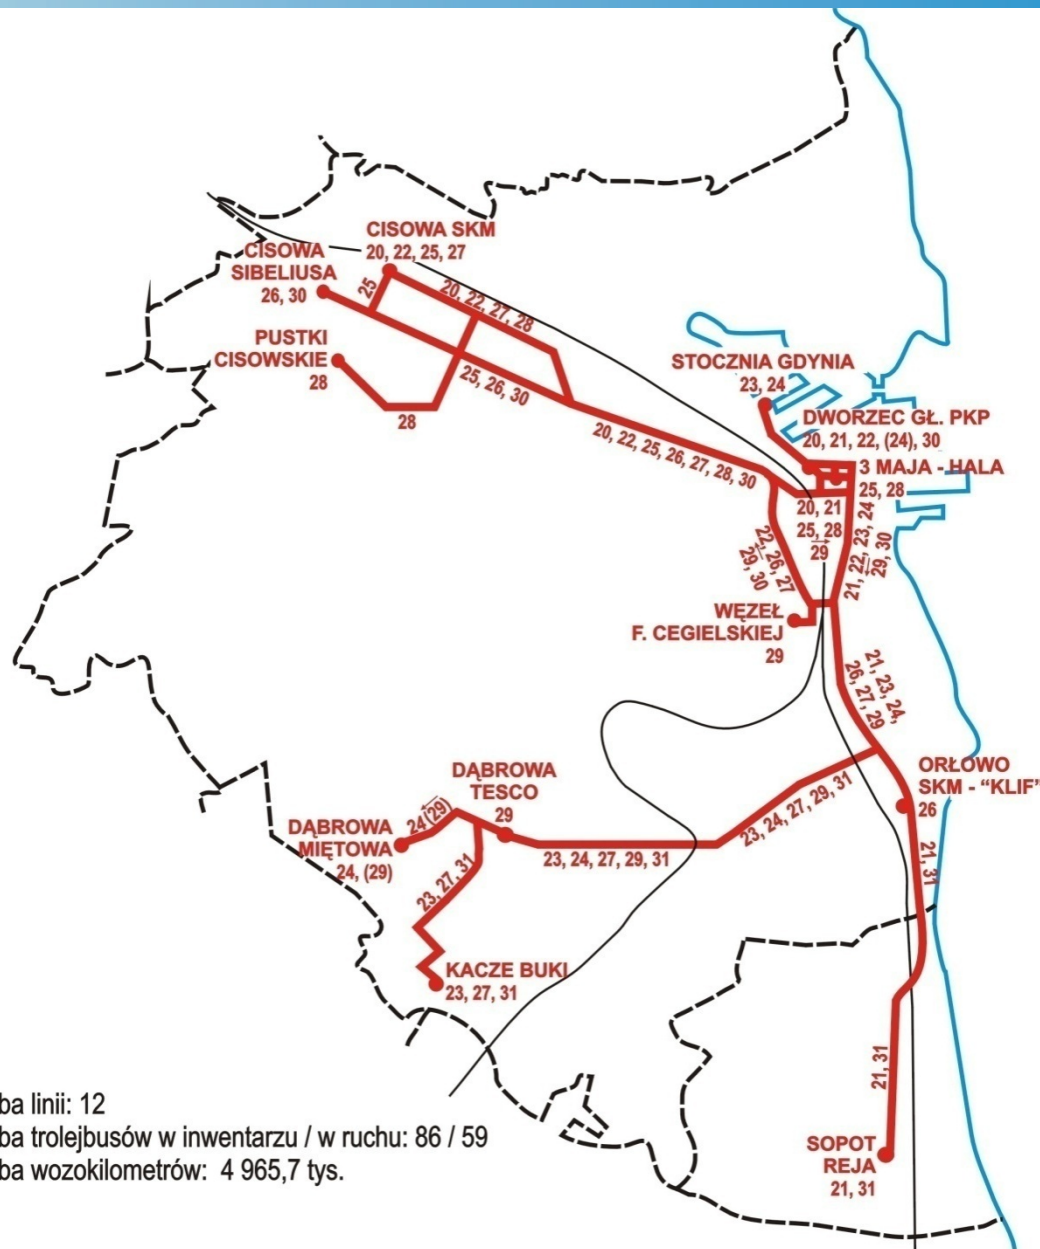 CISOWA SKM
20, 22, 25, 27
CISOWA
SIBELIUSA
26, 30
25
20, 22, 27, 28
PUSTKI
CISOWSKIE
28
28
25, 26, 30
20, 22, 25, 26, 27, 28, 30
STOCZNIA GDYNIA
23, 24
DWORZEC GŁ. PKP
20, 21, 22, (24), 30
3 MAJA - HALA
25, 28
20, 21
25, 28
→
29
22, 26, 27
←
29, 30
21, 22, 23, 24
←
29, 30
WĘZEŁ
F. CEGIELSKIEJ
29
21, 23, 24,
26, 27, 29
ORŁOWO
SKM - “KLIF”
26
DĄBROWA
TESCO
29
DĄBROWA
MIĘTOWA
24, (29)
24 (29)
23, 24, 27, 29, 31
23, 24, 27, 29, 31
23, 27, 31
KACZE BUKI
23, 27, 31
21, 31
21, 31
SOPOT
REJA
21, 31
ba linii: 12
ba trolejbusów w inwentarzu / w ruchu: 86 / 59
ba wozokilometrów: 4 965,7 tys.